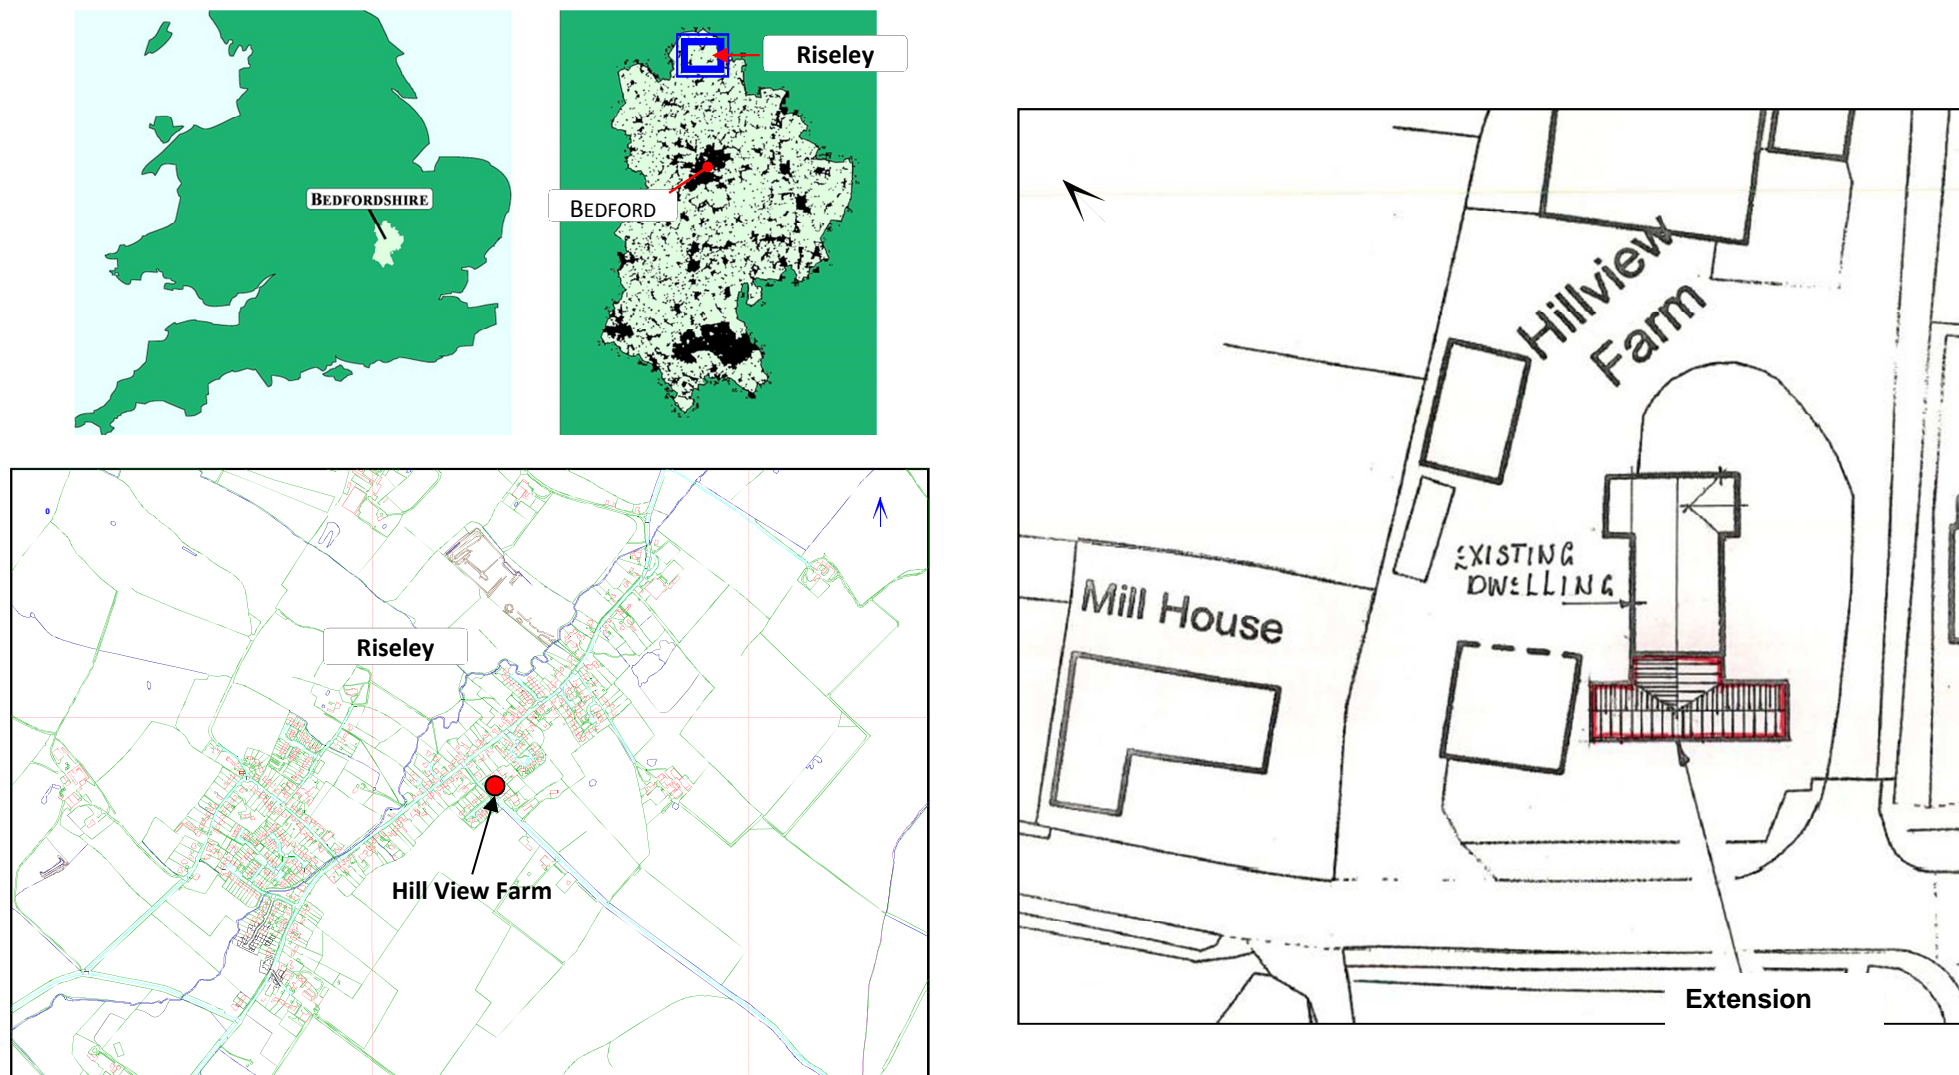 BEDFORDSHIRE
Riseley
BEDFORD
Riseley
Hill View Farm
Hillview
Farm
EXISTING
DWELLING
Mill House
Extension